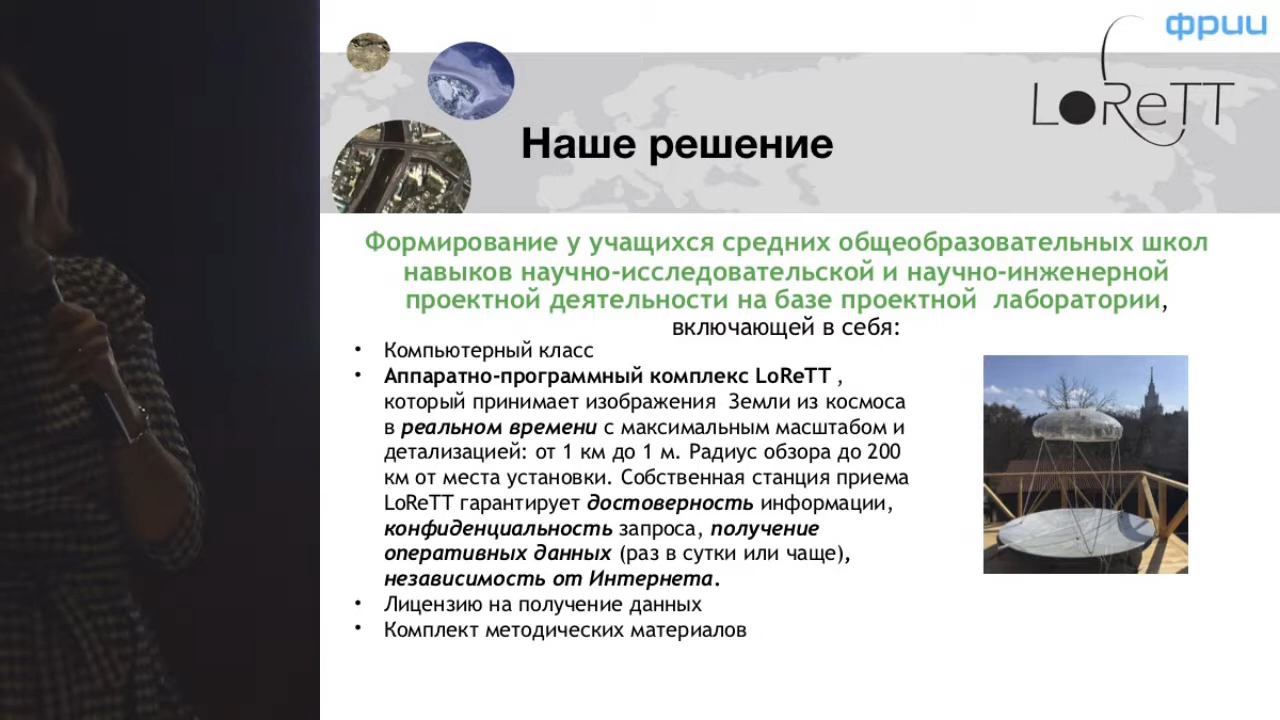 фрии
LoReTT
Наше решение
Формирование у учащихся средних общеобразовательных школ
навыков научно-исследовательской и научно-инженерной
проектной деятельности на базе проектной лаборатории,
включающей в себя:
• Компьютерный класс
• Аппаратно-программный комплекс LoReTT ,
который принимает изображения Земли из космоса
в реальном времени с максимальным масштабом и
детализацией: от 1 км до 1 м. Радиус обзора до 200
км от места установки. Собственная станция приема
LoReTT гарантирует достоверность информации,
конфиденциальность запроса, получение
оперативных данных (раз в сутки или чаще),
независимость от Интернета.
• Лицензию на получение данных
• Комплект методических материалов